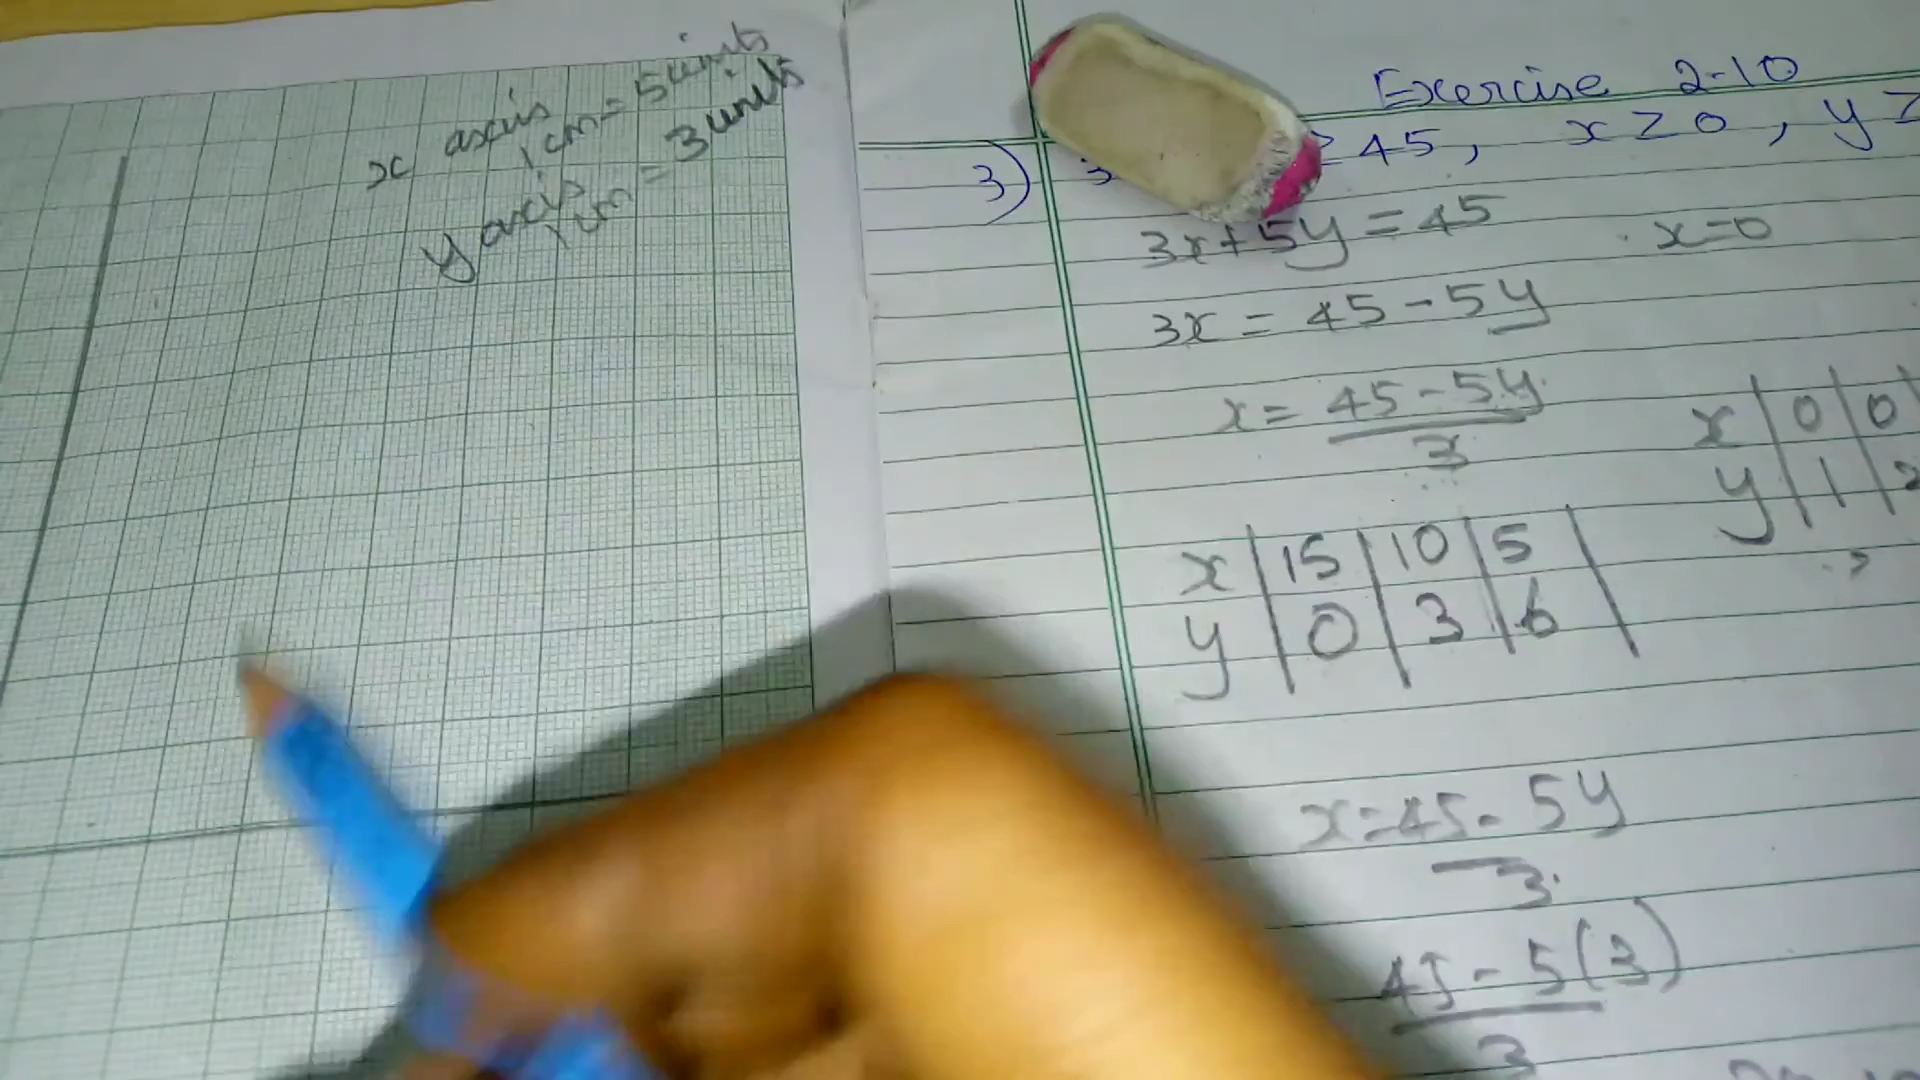 x axis
1 cm = 5 units
y axis
1 cm = 3 units
Exercise 2.10
3) 3 ≥ 45, x ≥ 0, y ≥
3x+5y = 45
x=0
3x = 45 - 5y
x = 45 - 5y
3
x 0 0
y 1 2
x 15 10 5
y 0 3 6
x = 45 - 5y
3
45 - 5(3)
3